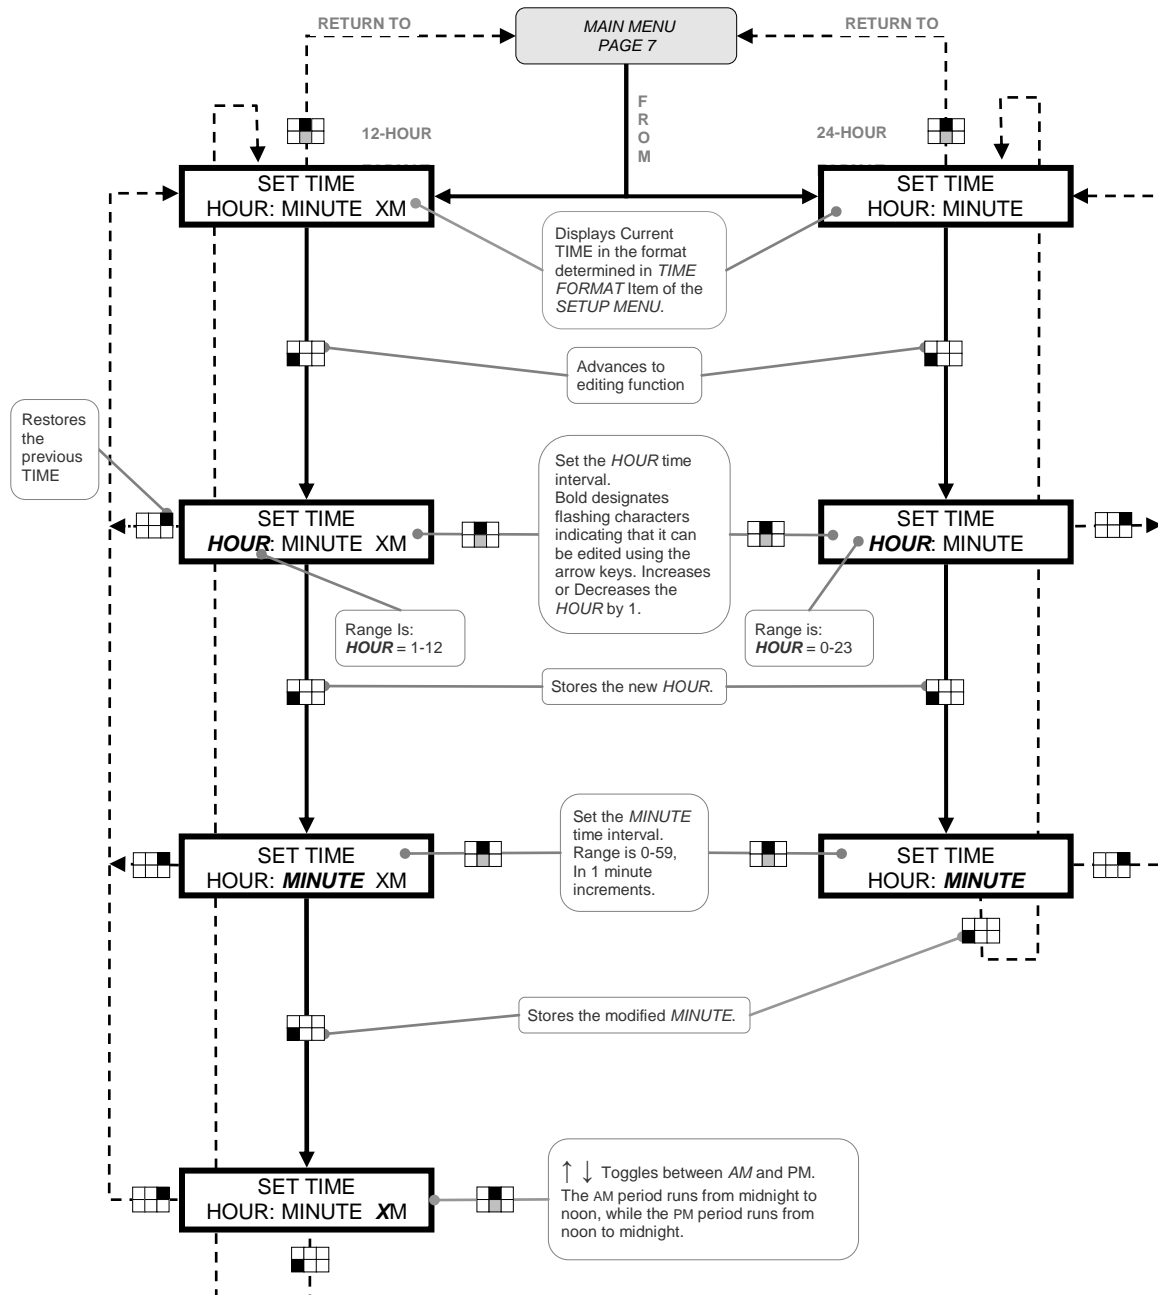 RETURN TO
MAIN MENU
PAGE 7
RETURN TO
F
R
O
M
12-HOUR
24-HOUR
SET TIME
HOUR: MINUTE XM
SET TIME
HOUR: MINUTE
Displays Current
TIME in the format
determined in TIME
FORMAT Item of the
SETUP MENU.
Advances to
editing function
Restores
the
previous
TIME
Set the HOUR time
interval.
Bold designates
flashing characters
indicating that it can
be edited using the
arrow keys. Increases
or Decreases the
HOUR by 1.
SET TIME
HOUR: MINUTE XM
SET TIME
HOUR: MINUTE
Range Is:
HOUR = 1-12
Range is:
HOUR = 0-23
Stores the new HOUR.
Set the MINUTE
time interval.
Range is 0-59,
In 1 minute
increments.
SET TIME
HOUR: MINUTE XM
SET TIME
HOUR: MINUTE
Stores the modified MINUTE.
SET TIME
HOUR: MINUTE XM
↑ ↓ Toggles between AM and PM.
The AM period runs from midnight to
noon, while the PM period runs from
noon to midnight.